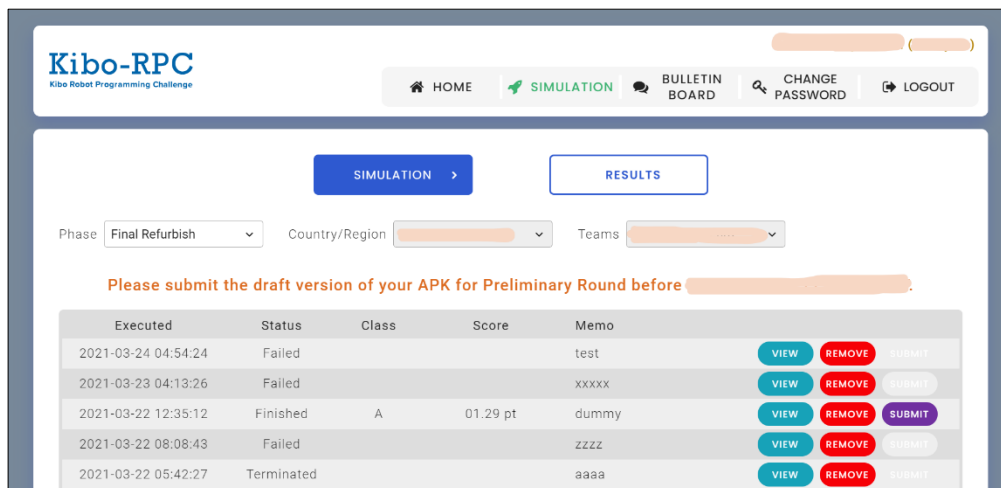 Kibo-RPC
Kibo Robot Programming Challenge
( )
HOME SIMULATION BULLETIN BOARD CHANGE PASSWORD LOGOUT
SIMULATION > RESULTS
Phase Final Refurbish Country/Region Teams
Please submit the draft version of your APK for Preliminary Round before .
Executed Status Class Score Memo
2021-03-24 04:54:24 Failed test VIEW REMOVE SUBMIT
2021-03-23 04:13:26 Failed xxxxx VIEW REMOVE SUBMIT
2021-03-22 12:35:12 Finished A 01.29 pt dummy VIEW REMOVE SUBMIT
2021-03-22 08:08:43 Failed zzzz VIEW REMOVE SUBMIT
2021-03-22 05:42:27 Terminated aaaa VIEW REMOVE SUBMIT